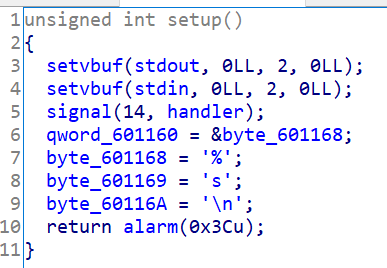 1 unsigned int setup()
2 {
3 setvbuf(stdout, 0LL, 2, 0LL);
4 setvbuf(stdin, 0LL, 2, 0LL);
5 signal(14, handler);
6 qword_601160 = &byte_601168;
7 byte_601168 = '%';
8 byte_601169 = 's';
9 byte_60116A = '\n';
10 return alarm(0x3Cu);
11 }